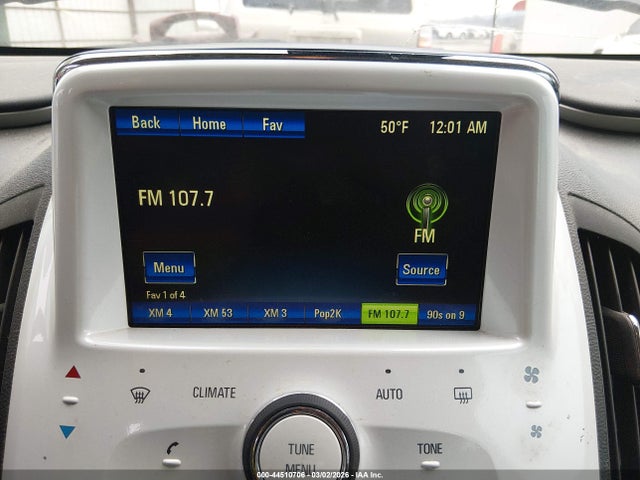 Back Home Fav 50°F 12:01 AM
FM 107.7
FM
Menu Source
Fav 1 of 4
XM 4 XM 53 XM 3 Pop2K FM 107.7 90s on 9
CLIMATE AUTO
TUNE TONE
MENU
000-44510706 - 03/02/2026 - IAA Inc.